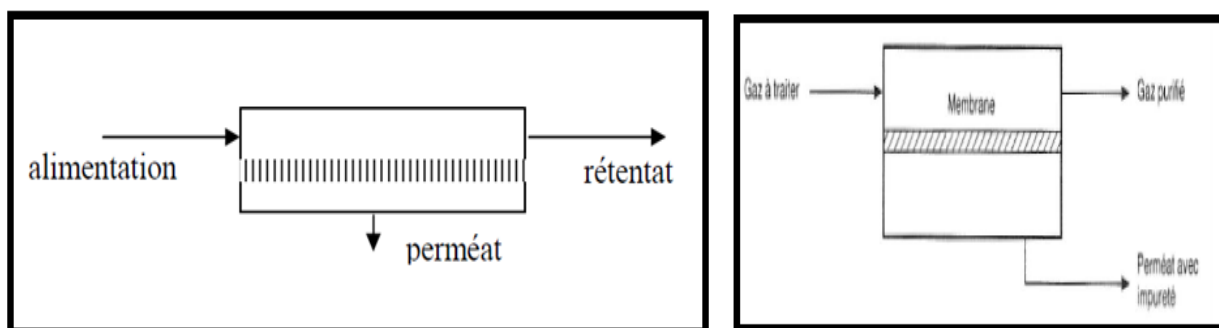 alimentation
rétentat
perméat
Gaz à traiter
Membrane
Gaz purifié
Perméat avec
impureté